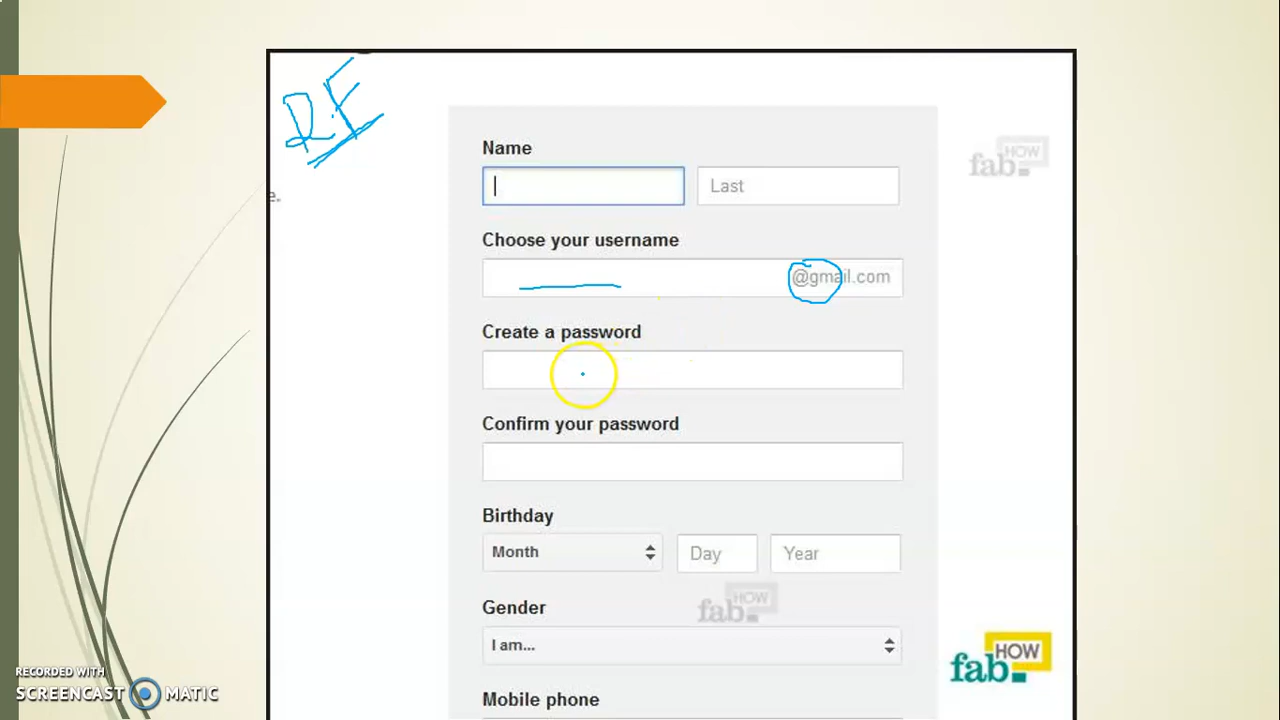 R.F
fab HOW
Name
Last
e.
Choose your username
@gmail.com
Create a password
Confirm your password
Birthday
Month Day Year
fab HOW
Gender
I am...
fab HOW
RECORDED WITH
SCREENCAST MATIC
Mobile phone